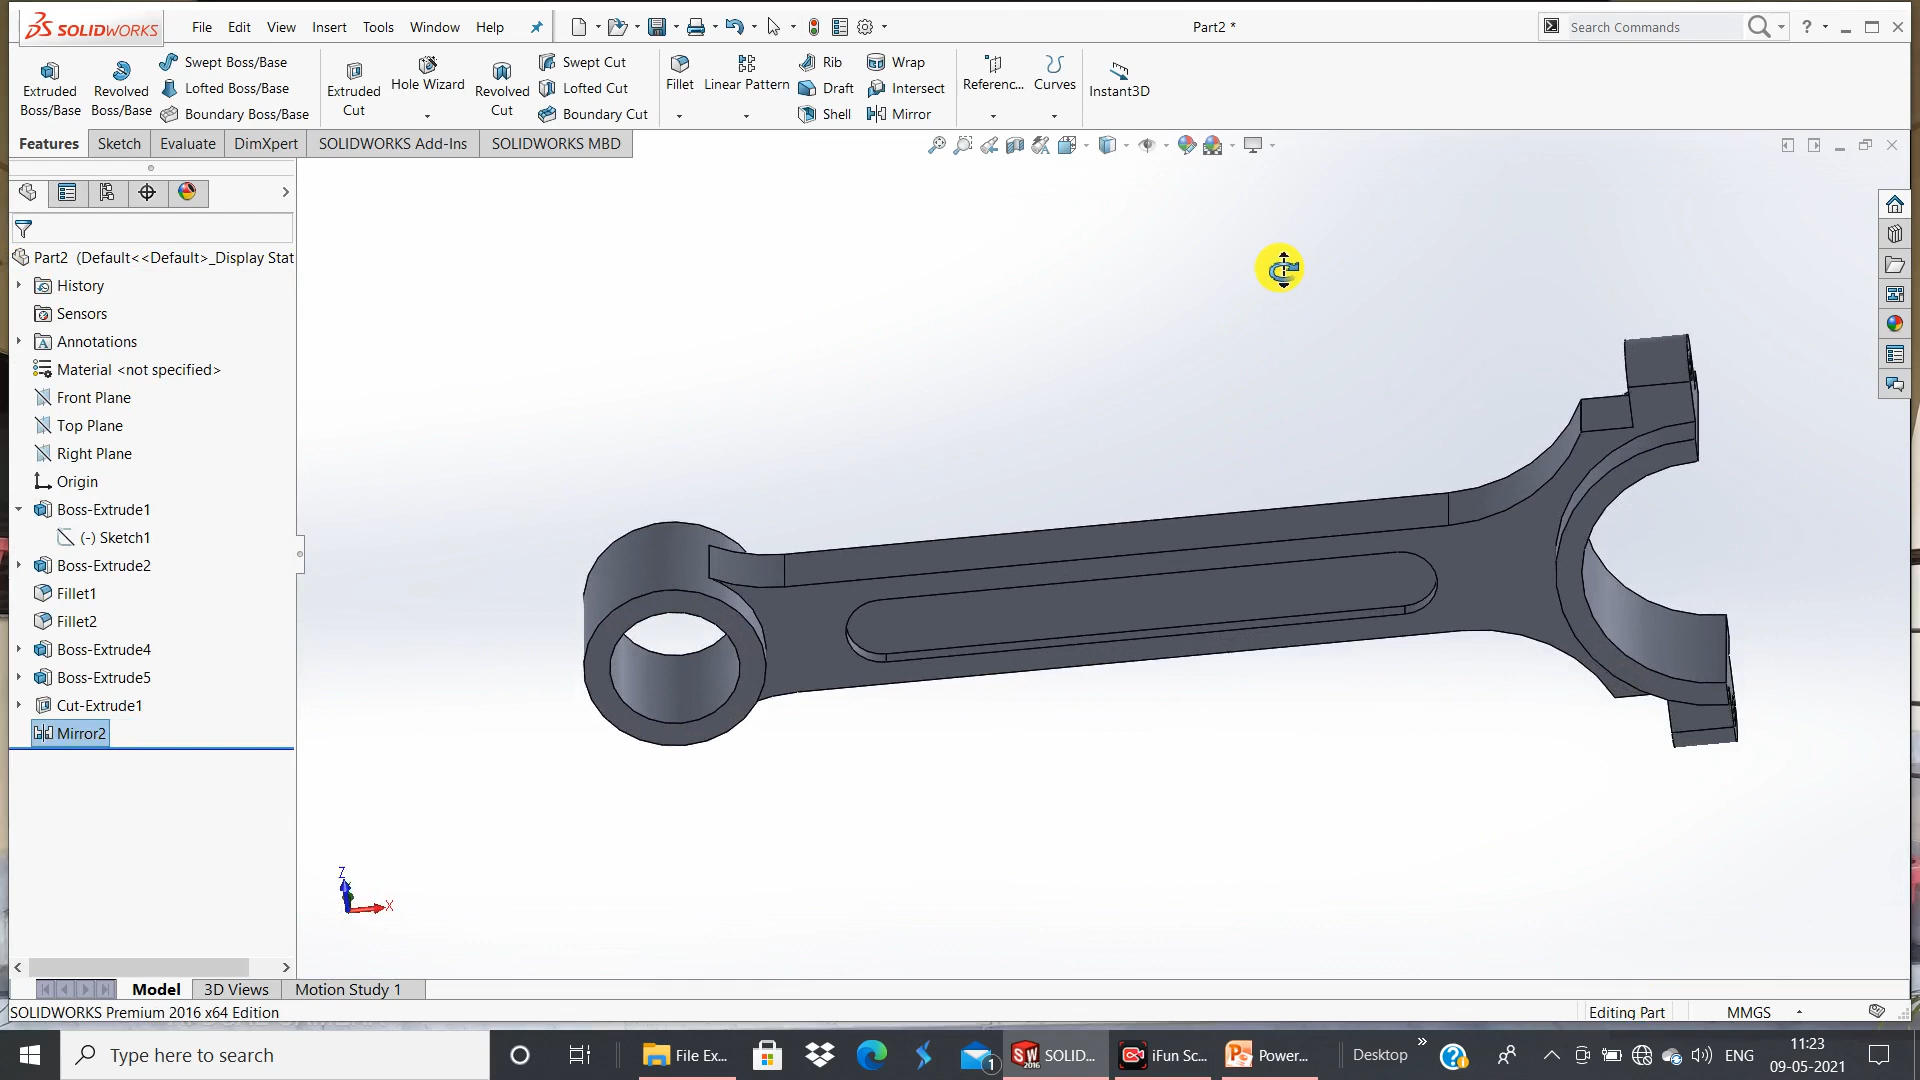 SOLIDWORKS
File Edit View Insert Tools Window Help
Part2 *
Search Commands
Extruded Boss/Base
Revolved Boss/Base
Swept Boss/Base
Lofted Boss/Base
Boundary Boss/Base
Extruded Cut
Hole Wizard
Revolved Cut
Swept Cut
Lofted Cut
Boundary Cut
Fillet
Linear Pattern
Rib
Draft
Shell
Wrap
Intersect
Mirror
Referenc...
Curves
Instant3D
Features Sketch Evaluate DimXpert SOLIDWORKS Add-Ins SOLIDWORKS MBD
Part2 (Default<<Default>_Display Stat
History
Sensors
Annotations
Material <not specified>
Front Plane
Top Plane
Right Plane
Origin
Boss-Extrude1
(-) Sketch1
Boss-Extrude2
Fillet1
Fillet2
Boss-Extrude4
Boss-Extrude5
Cut-Extrude1
Mirror2
Z
X
Model 3D Views Motion Study 1
SOLIDWORKS Premium 2016 x64 Edition
Editing Part
MMGS
Type here to search
File Ex...
1
SW 2016
SOLID...
iFun Sc...
Power...
Desktop
ENG
11:23
09-05-2021